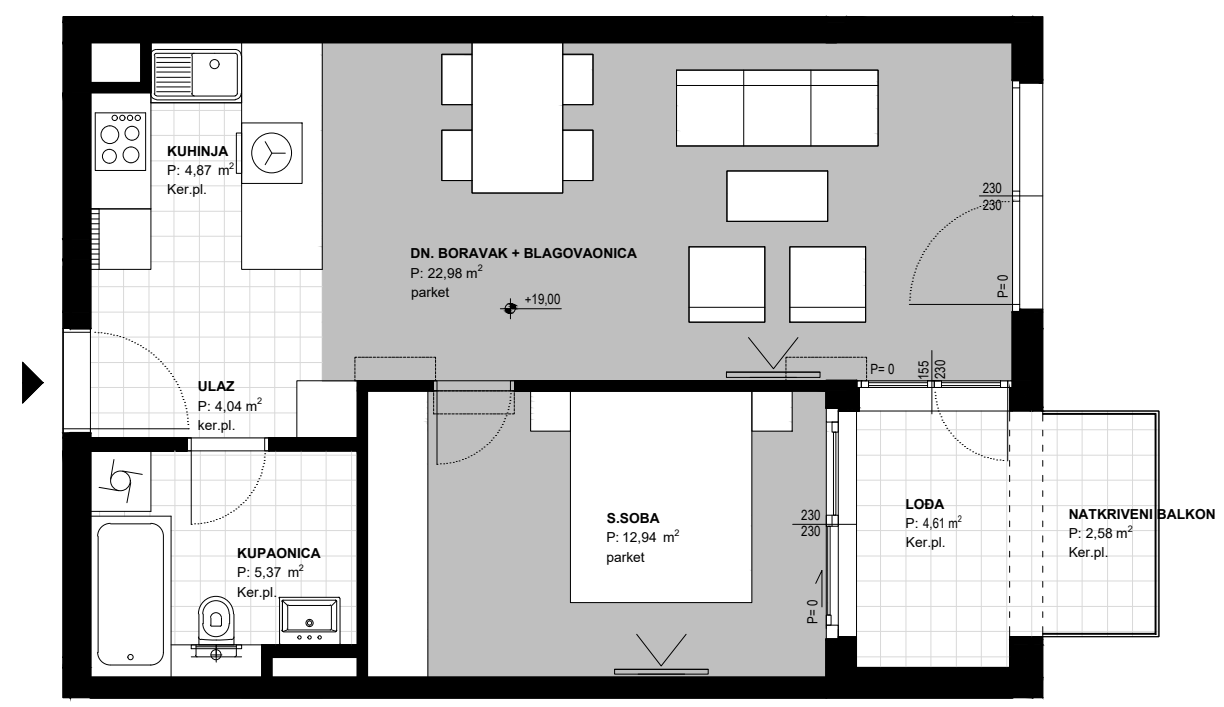 KUHINJA
P: 4,87 m²
Ker.pl.
DN. BORAVAK + BLAGOVAONICA
P: 22,98 m²
parket
+19,00
230
230
P= 0
ULAZ
P: 4,04 m²
ker.pl.
P= 0
155
230
KUPAONICA
P: 5,37 m²
Ker.pl.
S.SOBA
P: 12,94 m²
parket
230
230
P= 0
LOĐA
P: 4,61 m²
Ker.pl.
NATKRIVENI BALKON
P: 2,58 m²
Ker.pl.